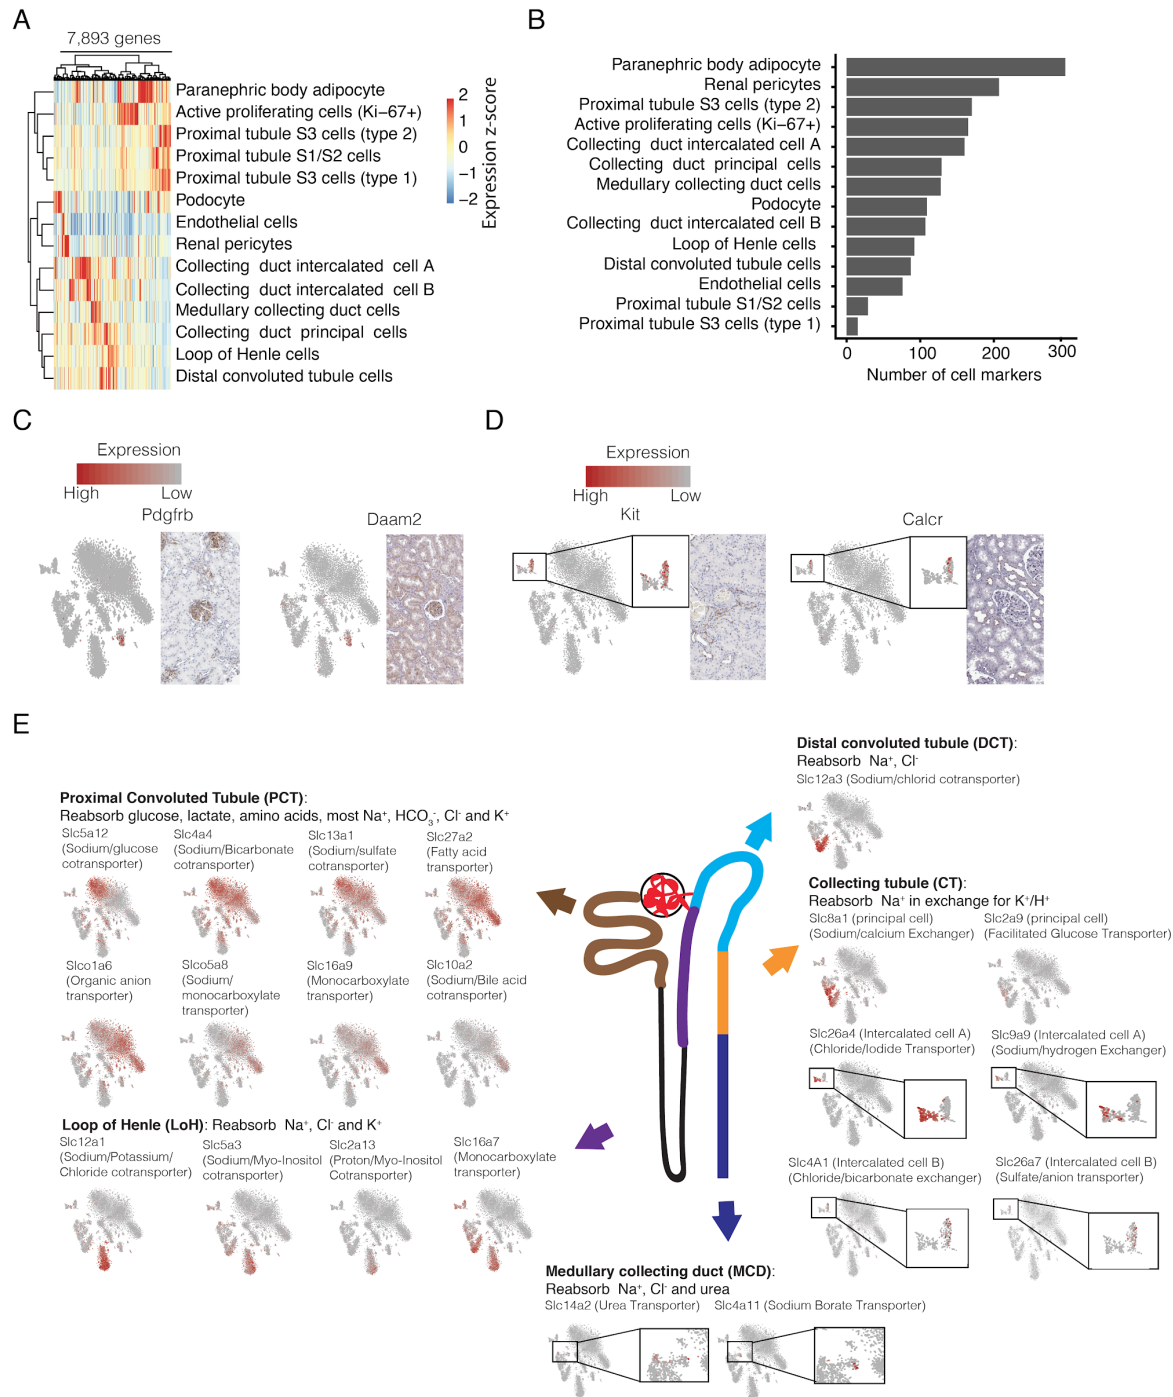 A
7,893 genes
Paranephric body adipocyte
Active proliferating cells (Ki-67+)
Proximal tubule S3 cells (type 2)
Proximal tubule S1/S2 cells
Proximal tubule S3 cells (type 1)
Podocyte
Endothelial cells
Renal pericytes
Collecting duct intercalated cell A
Collecting duct intercalated cell B
Medullary collecting duct cells
Collecting duct principal cells
Loop of Henle cells
Distal convoluted tubule cells
2
1
0
−1
−2
Expression z-score
B
Paranephric body adipocyte
Renal pericytes
Proximal tubule S3 cells (type 2)
Active proliferating cells (Ki-67+)
Collecting duct intercalated cell A
Collecting duct principal cells
Medullary collecting duct cells
Podocyte
Collecting duct intercalated cell B
Loop of Henle cells
Distal convoluted tubule cells
Endothelial cells
Proximal tubule S1/S2 cells
Proximal tubule S3 cells (type 1)
0 100 200 300
Number of cell markers
C
Expression
High Low
Pdgfrb
Daam2
D
Expression
High Low
Kit
Calcr
E
Proximal Convoluted Tubule (PCT):
Reabsorb glucose, lactate, amino acids, most Na⁺, HCO₃⁻, Cl⁻ and K⁺
Slc5a12
(Sodium/glucose
cotransporter)
Slc4a4
(Sodium/Bicarbonate
cotransporter)
Slc13a1
(Sodium/sulfate
cotransporter)
Slc27a2
(Fatty acid
transporter)
Slco1a6
(Organic anion
transporter)
Slco5a8
(Sodium/
monocarboxylate
transporter)
Slc16a9
(Monocarboxylate
transporter)
Slc10a2
(Sodium/Bile acid
cotransporter)
Loop of Henle (LoH): Reabsorb Na⁺, Cl⁻ and K⁺
Slc12a1
(Sodium/Potassium/
Chloride cotransporter)
Slc5a3
(Sodium/Myo-Inositol
cotransporter)
Slc2a13
(Proton/Myo-Inositol
Cotransporter)
Slc16a7
(Monocarboxylate
transporter)
Distal convoluted tubule (DCT):
Reabsorb Na⁺, Cl⁻
Slc12a3 (Sodium/chlorid cotransporter)
Collecting tubule (CT):
Reabsorb Na⁺ in exchange for K⁺/H⁺
Slc8a1 (principal cell)
(Sodium/calcium Exchanger)
Slc2a9 (principal cell)
(Facilitated Glucose Transporter)
Slc26a4 (Intercalated cell A)
(Chloride/Iodide Transporter)
Slc9a9 (Intercalated cell A)
(Sodium/hydrogen Exchanger)
Slc4A1 (Intercalated cell B)
(Chloride/bicarbonate exchanger)
Slc26a7 (Intercalated cell B)
(Sulfate/anion transporter)
Medullary collecting duct (MCD):
Reabsorb Na⁺, Cl⁻ and urea
Slc14a2 (Urea Transporter)
Slc4a11 (Sodium Borate Transporter)